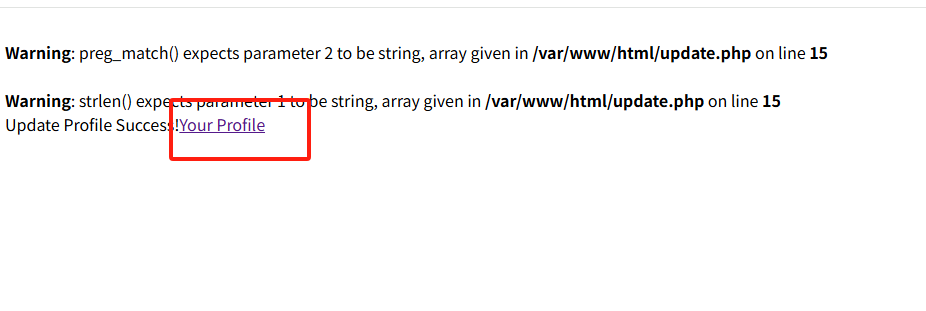 Warning: preg_match() expects parameter 2 to be string, array given in /var/www/html/update.php on line 15
Warning: strlen() expects parameter 1 to be string, array given in /var/www/html/update.php on line 15
Update Profile Success!Your Profile